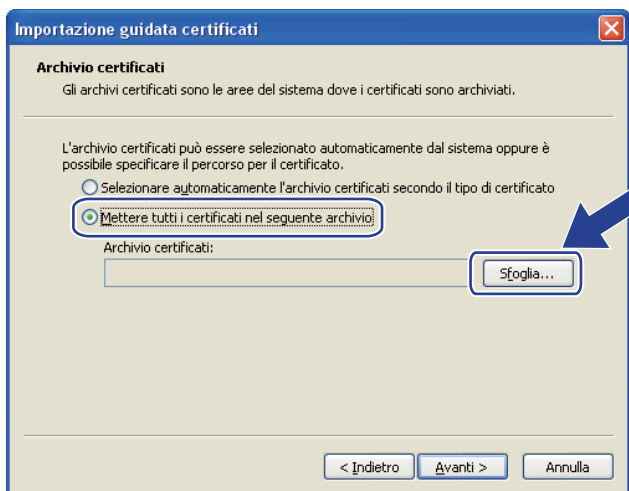 Importazione guidata certificati
Archivio certificati
Gli archivi certificati sono le aree del sistema dove i certificati sono archiviati.
L'archivio certificati può essere selezionato automaticamente dal sistema oppure è
possibile specificare il percorso per il certificato.
Selezionare automaticamente l'archivio certificati secondo il tipo di certificato
Mettere tutti i certificati nel seguente archivio
Archivio certificati:
Sfoglia...
< Indietro
Avanti >
Annulla